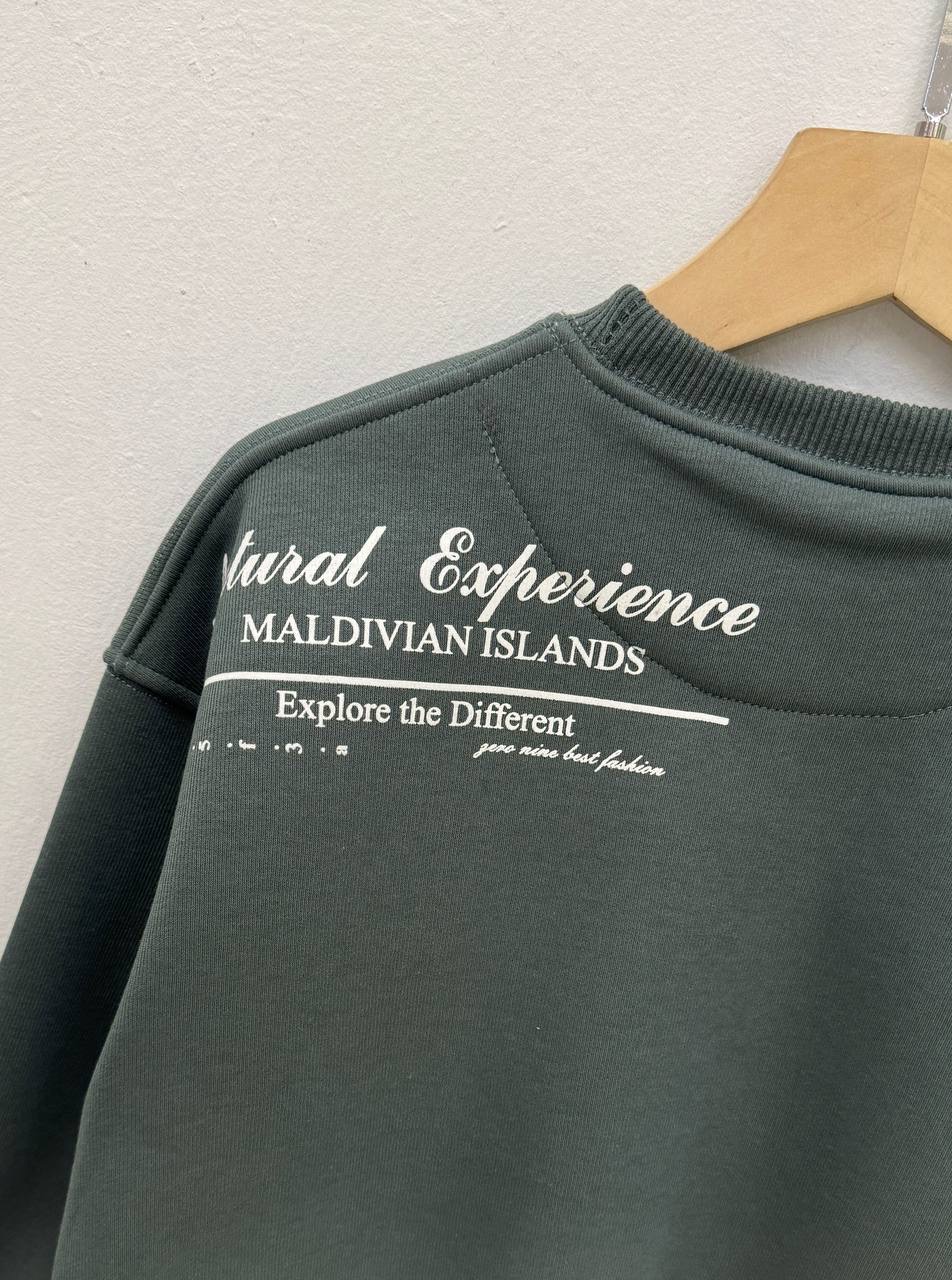 tural Experience
MALDIVIAN ISLANDS
Explore the Different
zero nine best fashion